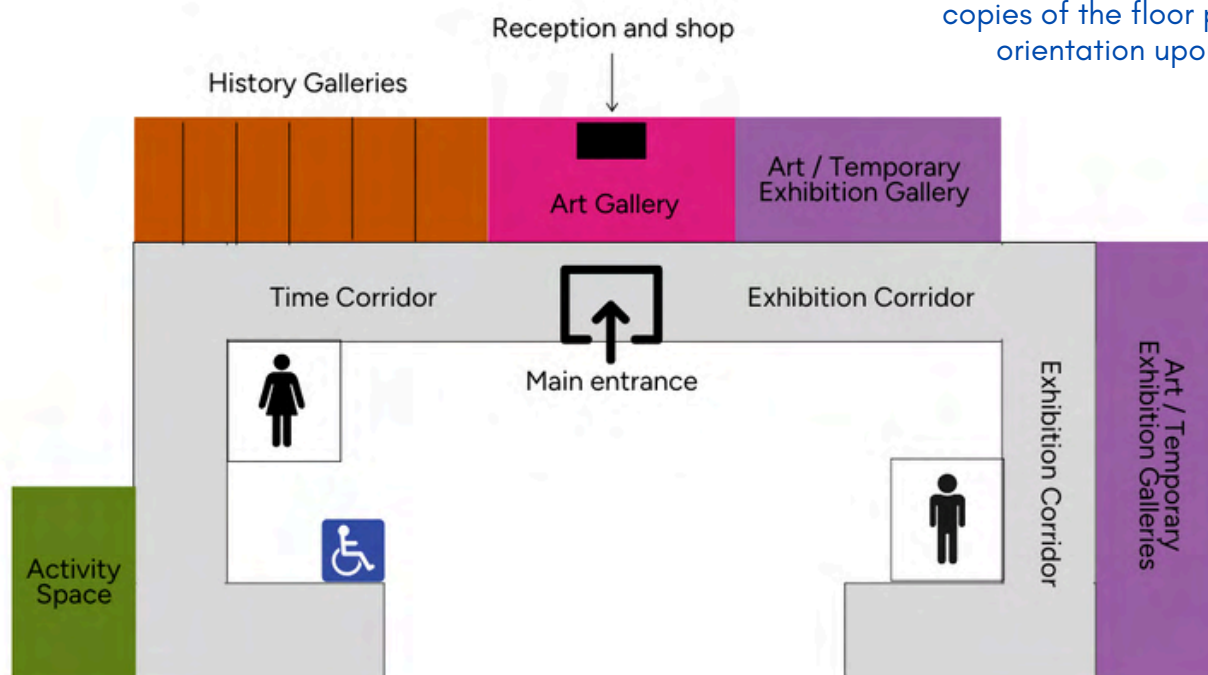 copies of the floor
orientation
Reception and shop
History Galleries
Art / Temporary
Exhibition Gallery
Art Gallery
Time Corridor
Exhibition Corridor
Main entrance
Exhibition Corridor
Art / Temporary
Exhibition Galleries
Activity
Space